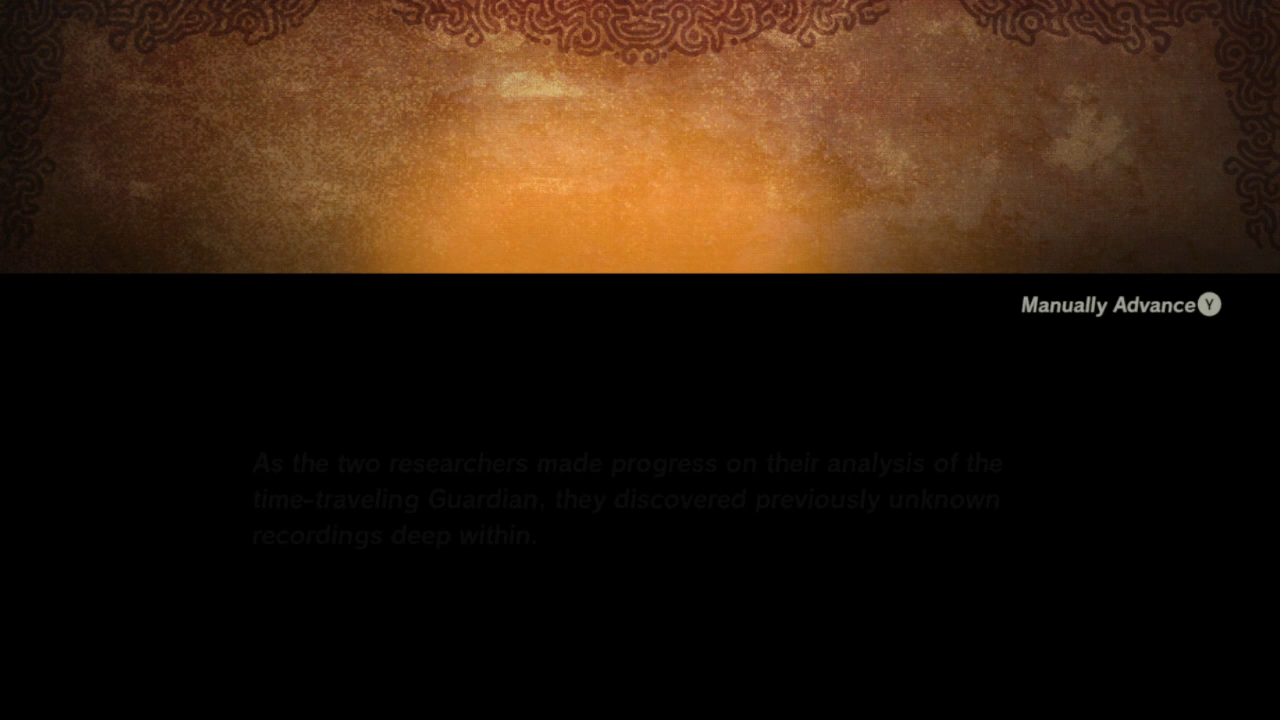 Manually Advance Y
As the two researchers made progress on their analysis of the
time-traveling Guardian, they discovered previously unknown
recordings deep within.